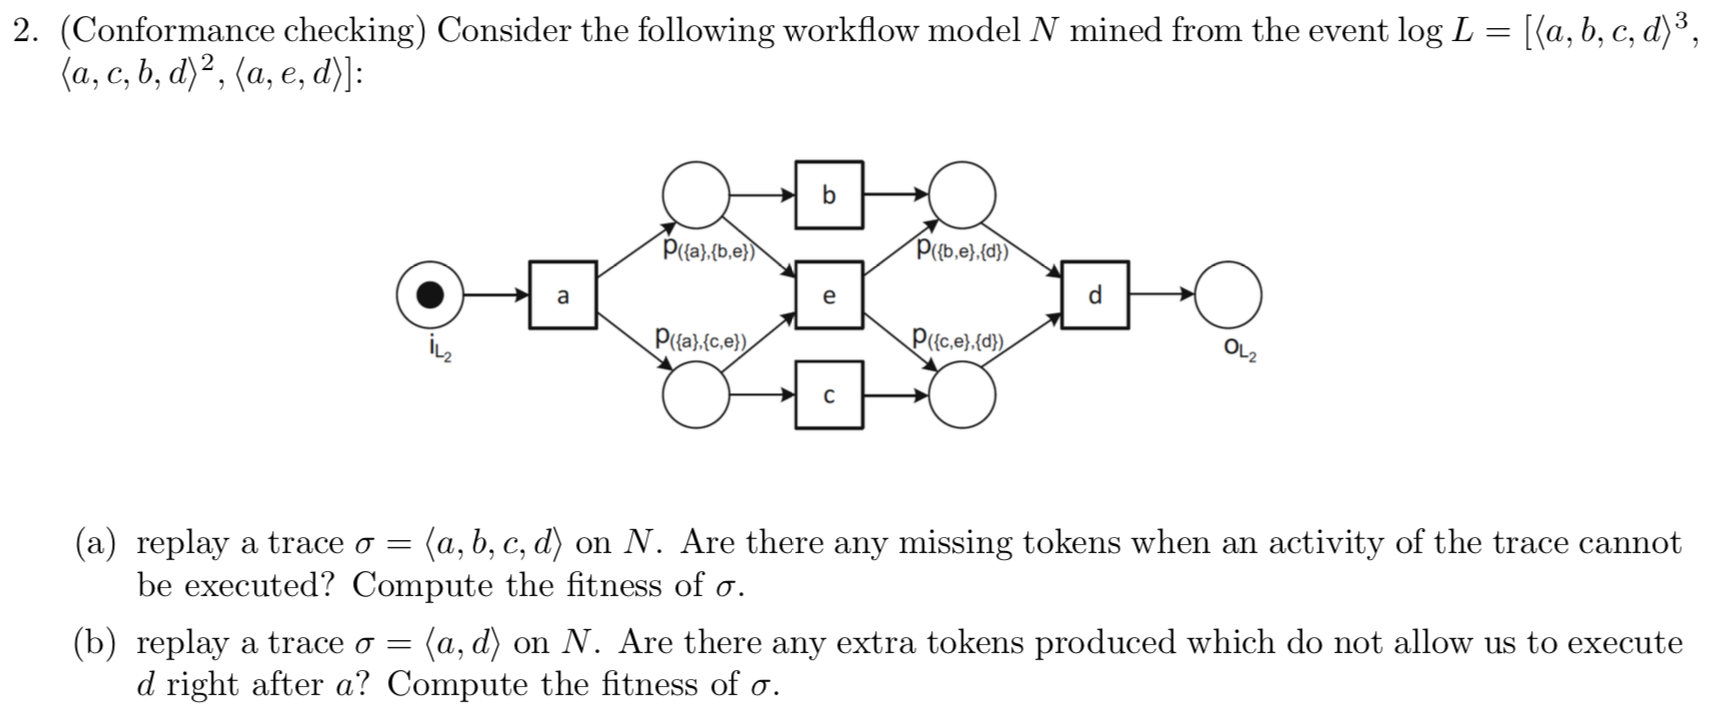 2. (Conformance checking) Consider the following workflow model N mined from the event log L = [⟨a, b, c, d⟩³,
⟨a, c, b, d⟩², ⟨a, e, d⟩]:
b
p({a},{b,e})
p({b,e},{d})
a
e
d
iL₂
p({a},{c,e})
p({c,e},{d})
oL₂
c
(a) replay a trace σ = ⟨a, b, c, d⟩ on N. Are there any missing tokens when an activity of the trace cannot
be executed? Compute the fitness of σ.
(b) replay a trace σ = ⟨a, d⟩ on N. Are there any extra tokens produced which do not allow us to execute
d right after a? Compute the fitness of σ.